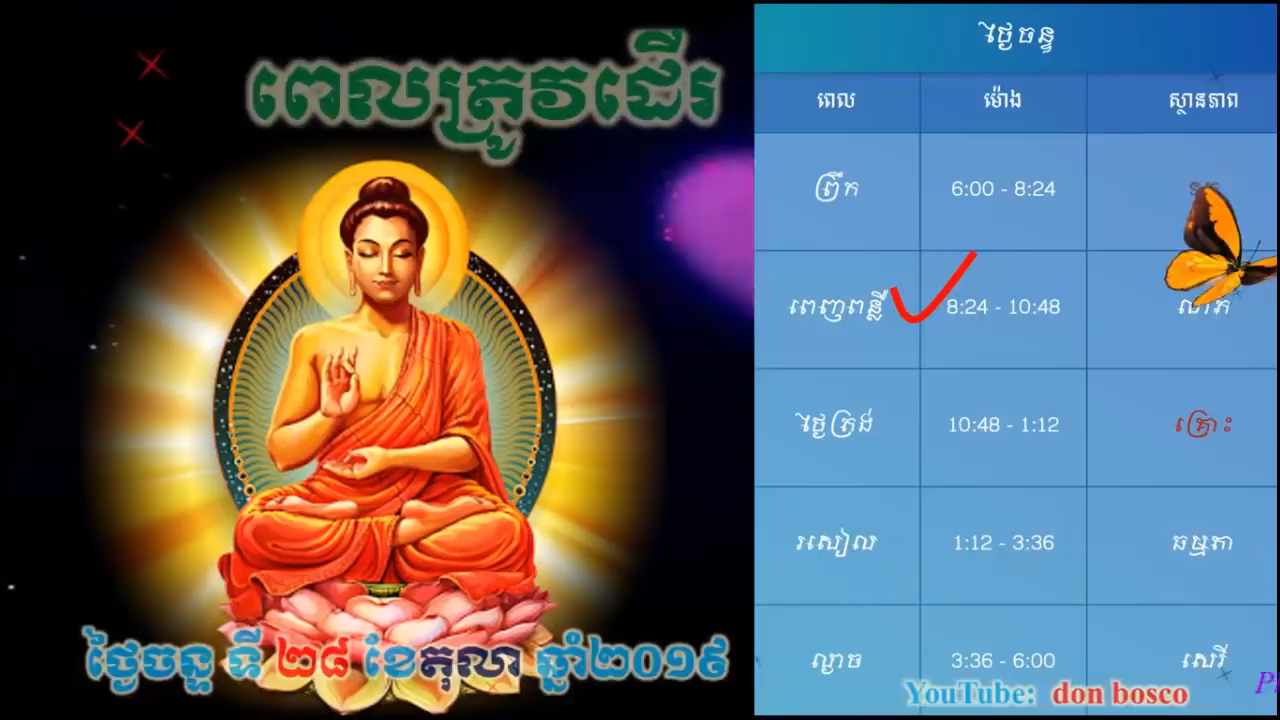 ពេលត្រូវដើរ
ថ្ងៃចន្ទ ទី ២៨ ខែតុលា ឆ្នាំ២០១៩
ថ្ងៃចន្ទ
ពេល ម៉ោង ស្ថានភាព
ព្រឹក 6:00 - 8:24
ពេញពន្លឺ 8:24 - 10:48 លាភ
ថ្ងៃត្រង់ 10:48 - 1:12 គ្រោះ
រសៀល 1:12 - 3:36 ធម្មតា
ល្ងាច 3:36 - 6:00 សេរី
YouTube: don bosco